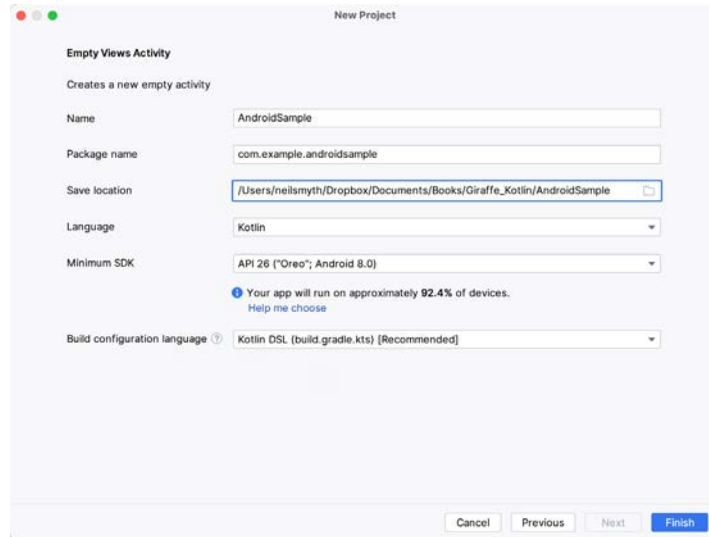 New Project
Empty Views Activity
Creates a new empty activity
Name AndroidSample
Package name com.example.androidsample
Save location /Users/neilsmyth/Dropbox/Documents/Books/Giraffe_Kotlin/AndroidSample
Language Kotlin
Minimum SDK API 26 ("Oreo"; Android 8.0)
Your app will run on approximately 92.4% of devices.
Help me choose
Build configuration language ? Kotlin DSL (build.gradle.kts) [Recommended]
Cancel Previous Next Finish